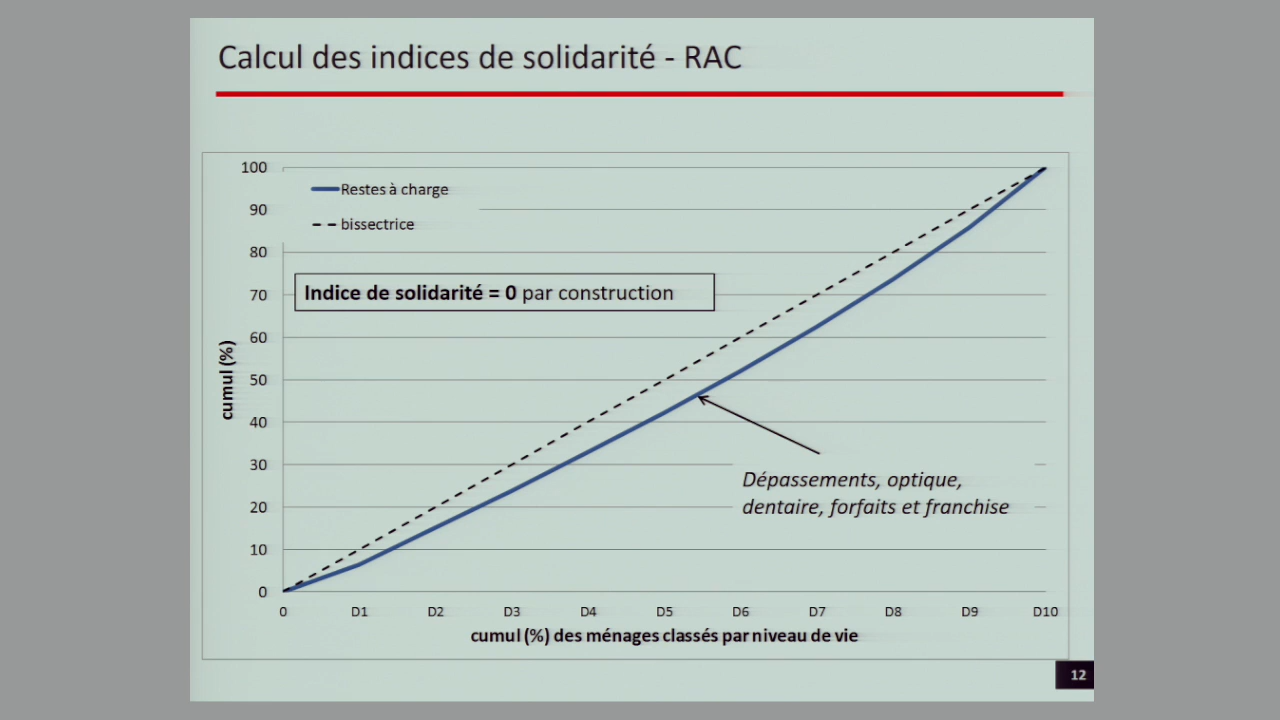 Calcul des indices de solidarité - RAC
100
90
80
70
60
50
40
30
20
10
0
cumul (%)
Restes à charge
bissectrice
Indice de solidarité = 0 par construction
Dépassements, optique,
dentaire, forfaits et franchise
0 D1 D2 D3 D4 D5 D6 D7 D8 D9 D10
cumul (%) des ménages classés par niveau de vie
12